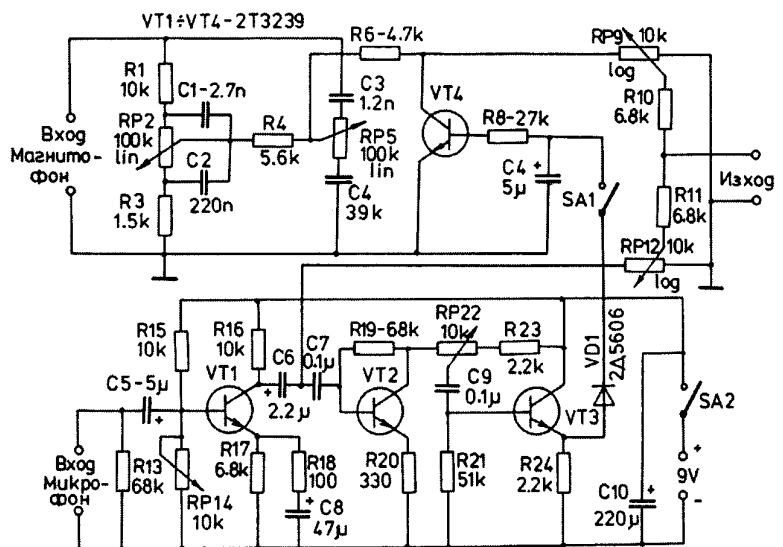 VT1÷VT4-2T3239
R6-4.7k
RP9
10k
log
R1
10k
C1-2.7n
C3
1.2n
VT4
R8-27k
R10
6.8k
Вход
Магнито-
фон
RP2
100k
lin
R4
5.6k
RP5
100k
lin
C2
220n
C4
39k
C4
+
5μ
SA1
R11
6.8k
Изход
R3
1.5k
RP12
10k
log
R15
10k
R16
10k
R19-68k
RP22
10k
R23
2.2k
VD1
2Д5606
C5-5μ
+
VT1
C6
+
2.2μ
C7
0.1μ
VT2
C9
0.1μ
VT3
SA2
Вход
Микро-
фон
R13
68k
RP14
10k
R17
6.8k
R18
100
+
C8
47μ
R20
330
R21
51k
R24
2.2k
C10
+
220μ
+
9V
-